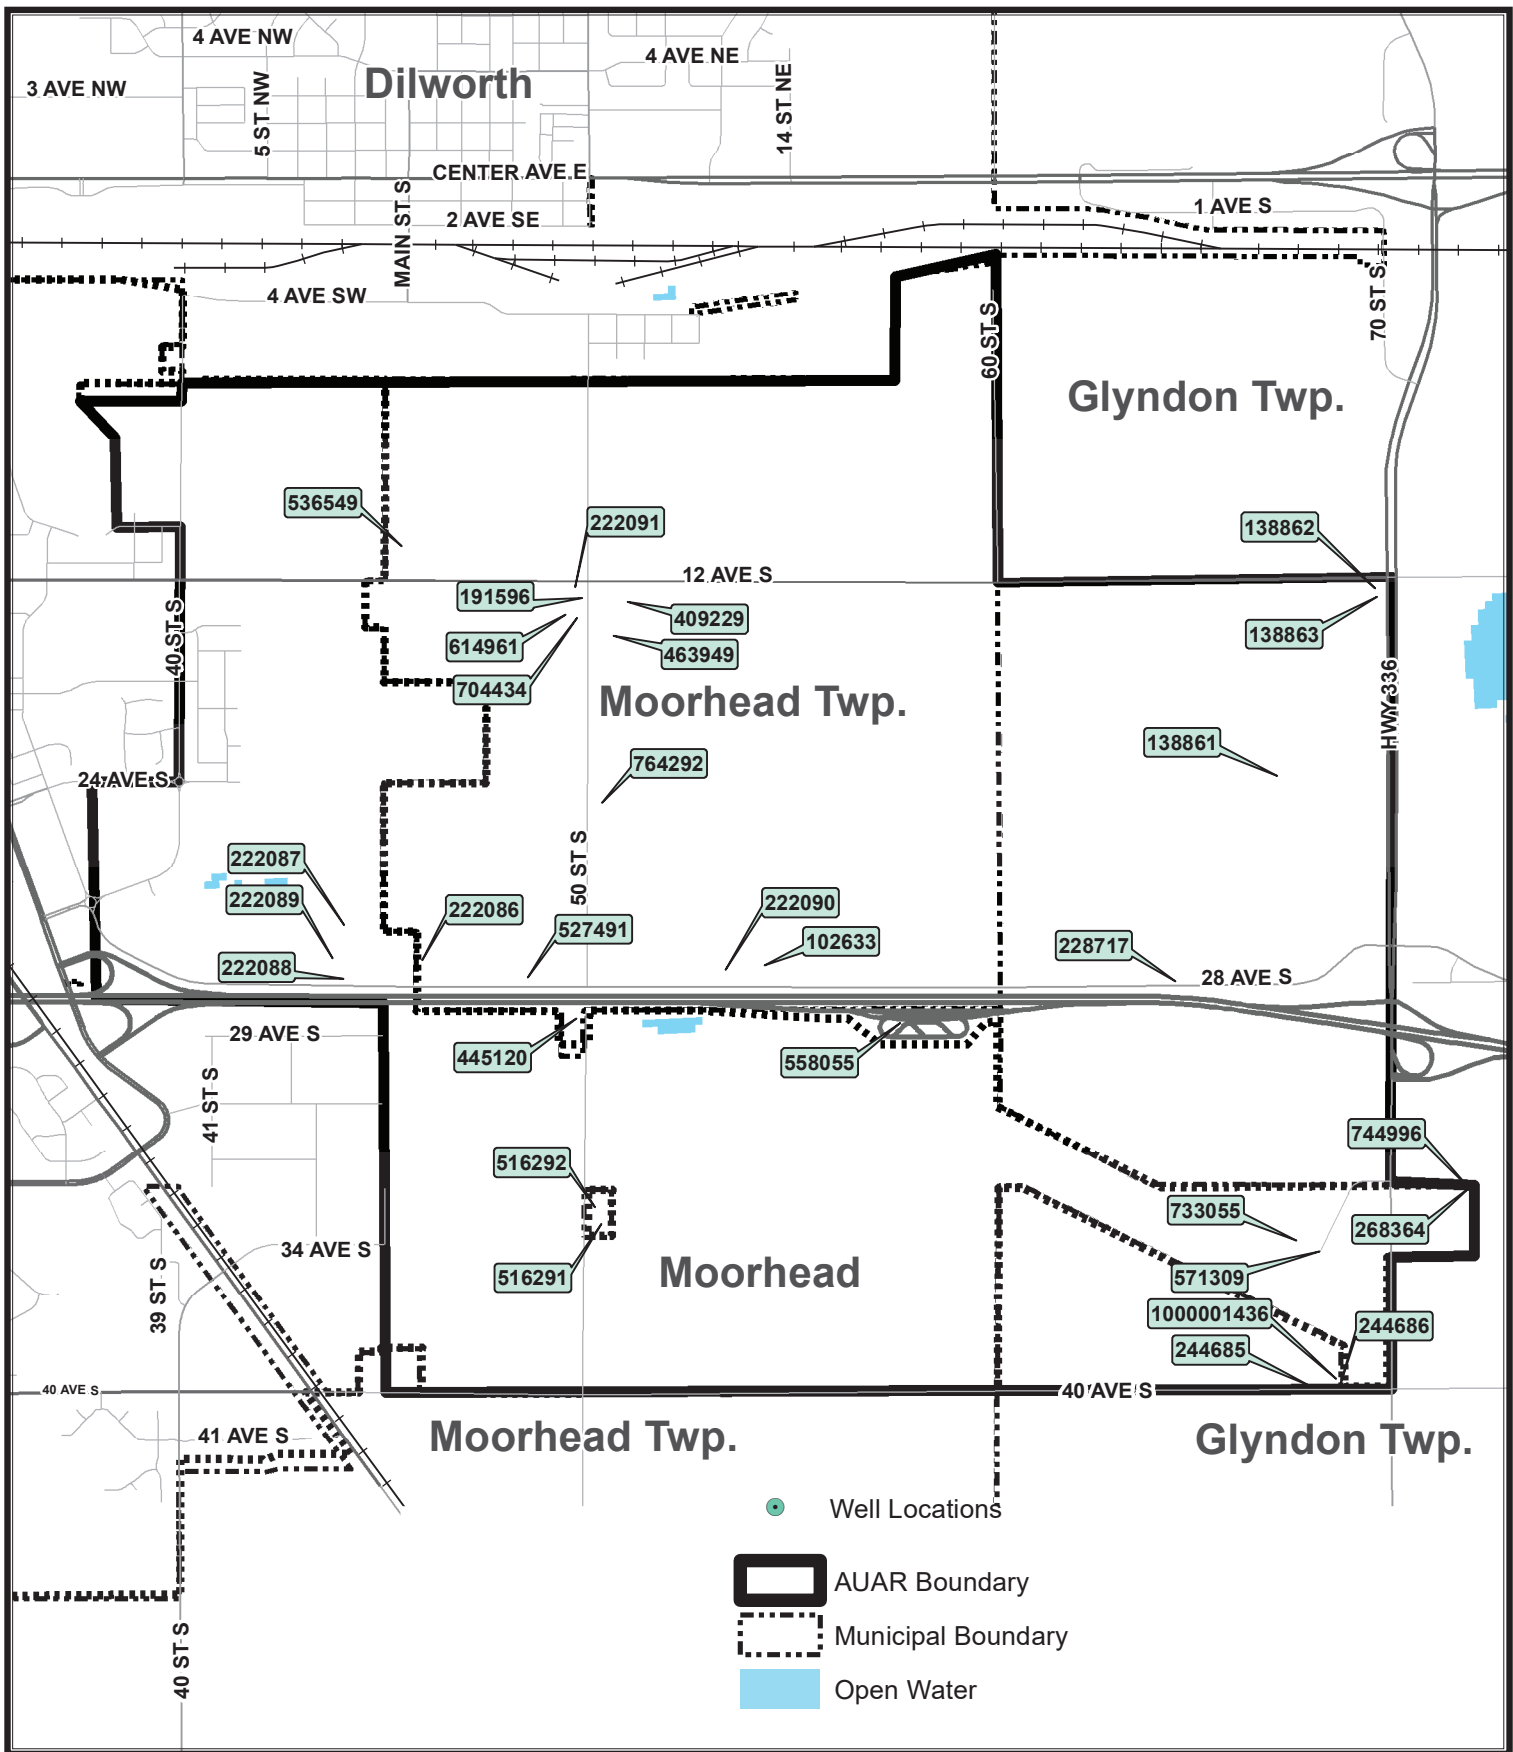 4 AVE NW
4 AVE NE
Dilworth
3 AVE NW
5 ST NW
14 ST NE
CENTER AVE E
MAIN ST S
2 AVE SE
1 AVE S
4 AVE SW
70 ST S
60 ST S
Glyndon Twp.
536549
222091
138862
12 AVE S
191596
409229
138863
40 ST S
614961
463949
704434
Moorhead Twp.
HWY 336
138861
764292
24 AVE S
50 ST S
222087
222089
222086
222090
527491
102633
228717
222088
28 AVE S
29 AVE S
445120
558055
41 ST S
744996
516292
733055
268364
34 AVE S
516291
Moorhead
571309
39 ST S
1000001436
244686
244685
40 AVE S
40 AVE S
41 AVE S
Moorhead Twp.
Glyndon Twp.
40 ST S
Well Locations
AUAR Boundary
Municipal Boundary
Open Water